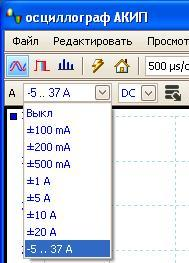 осциллограф АКИП
Файл Редактировать Просмот
500 µs/c
A -5 .. 37 A DC
Выкл
±100 mA
±200 mA
±500 mA
±1 A
±5 A
±10 A
±20 A
-5 .. 37 A